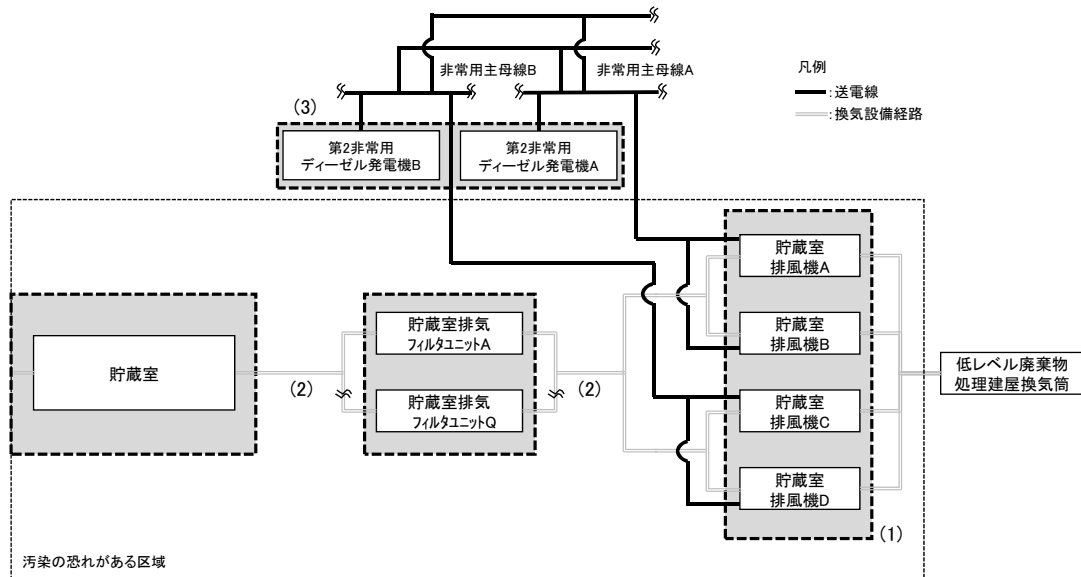 非常用主母線B
非常用主母線A
凡例
:送電線
:換気設備経路
(3)
第2非常用
ディーゼル発電機B
第2非常用
ディーゼル発電機A
貯蔵室
排風機A
貯蔵室
排風機B
貯蔵室
排風機C
貯蔵室
排風機D
(1)
貯蔵室排気
フィルタユニットA
貯蔵室排気
フィルタユニットQ
貯蔵室
(2)
(2)
低レベル廃棄物
処理建屋換気筒
汚染の恐れがある区域